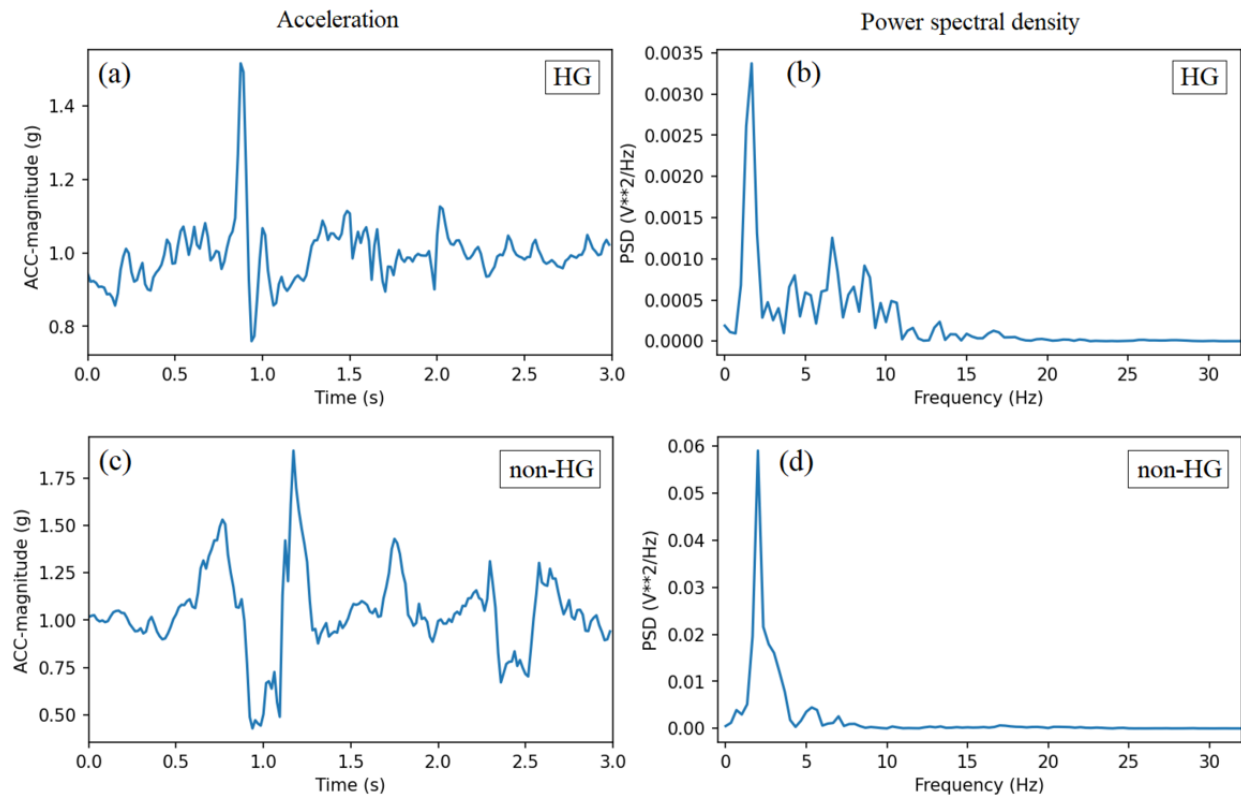 Acceleration
Power spectral density
(a)
HG
ACC-magnitude (g)
1.4
1.2
1.0
0.8
0.0 0.5 1.0 1.5 2.0 2.5 3.0
Time (s)
(b)
HG
PSD (V**2/Hz)
0.0035
0.0030
0.0025
0.0020
0.0015
0.0010
0.0005
0.0000
0 5 10 15 20 25 30
Frequency (Hz)
(c)
non-HG
ACC-magnitude (g)
1.75
1.50
1.25
1.00
0.75
0.50
0.0 0.5 1.0 1.5 2.0 2.5 3.0
Time (s)
(d)
non-HG
PSD (V**2/Hz)
0.06
0.05
0.04
0.03
0.02
0.01
0.00
0 5 10 15 20 25 30
Frequency (Hz)